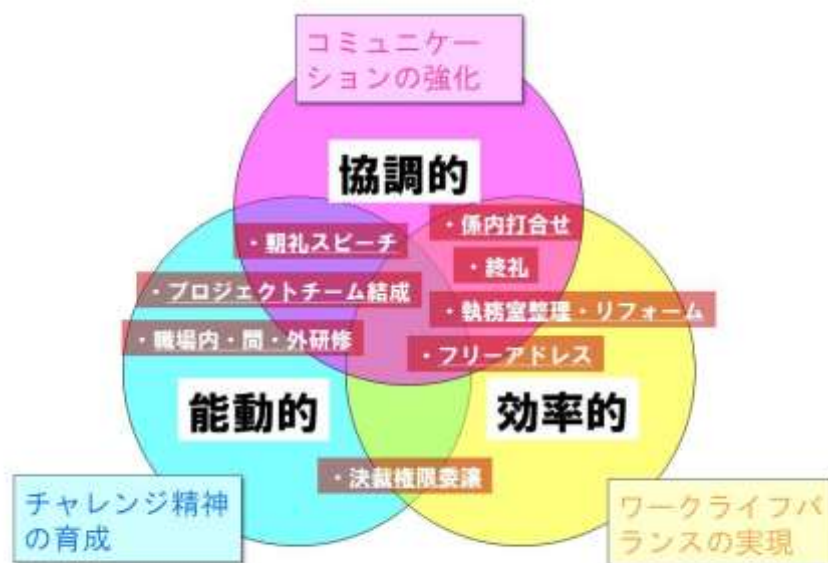 コミュニケー
ションの強化
協調的
・朝礼スピーチ
・係内打合せ
・終礼
・プロジェクトチーム結成
・執務室整理・リフォーム
・職場内・間・外研修
・フリーアドレス
能動的
効率的
・決裁権限委譲
チャレンジ精神
の育成
ワークライフバ
ランスの実現